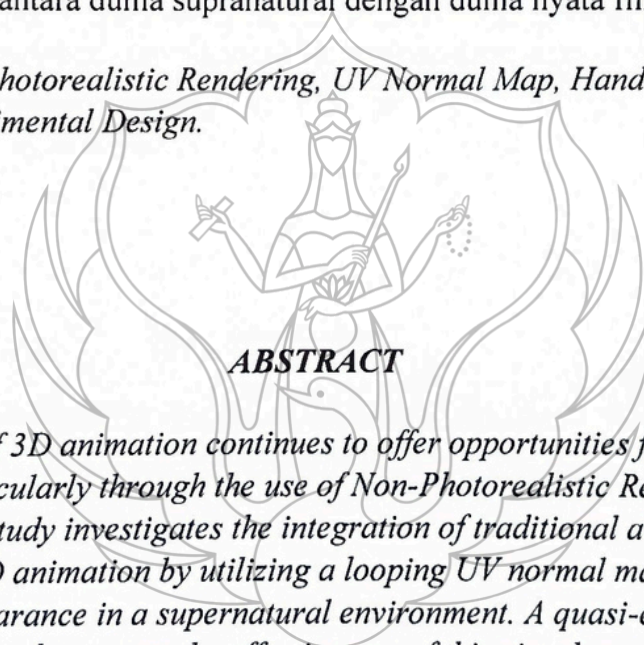 antara dunia supranatural dengan dunia nyata
hotorealistic Rendering, UV Normal Map, Hand
imental Design.
ABSTRACT
f 3D animation continues to offer opportunities f
cularly through the use of Non-Photorealistic Re
tudy investigates the integration of traditional a
D animation by utilizing a looping UV normal ma
arance in a supernatural environment. A quasi-e